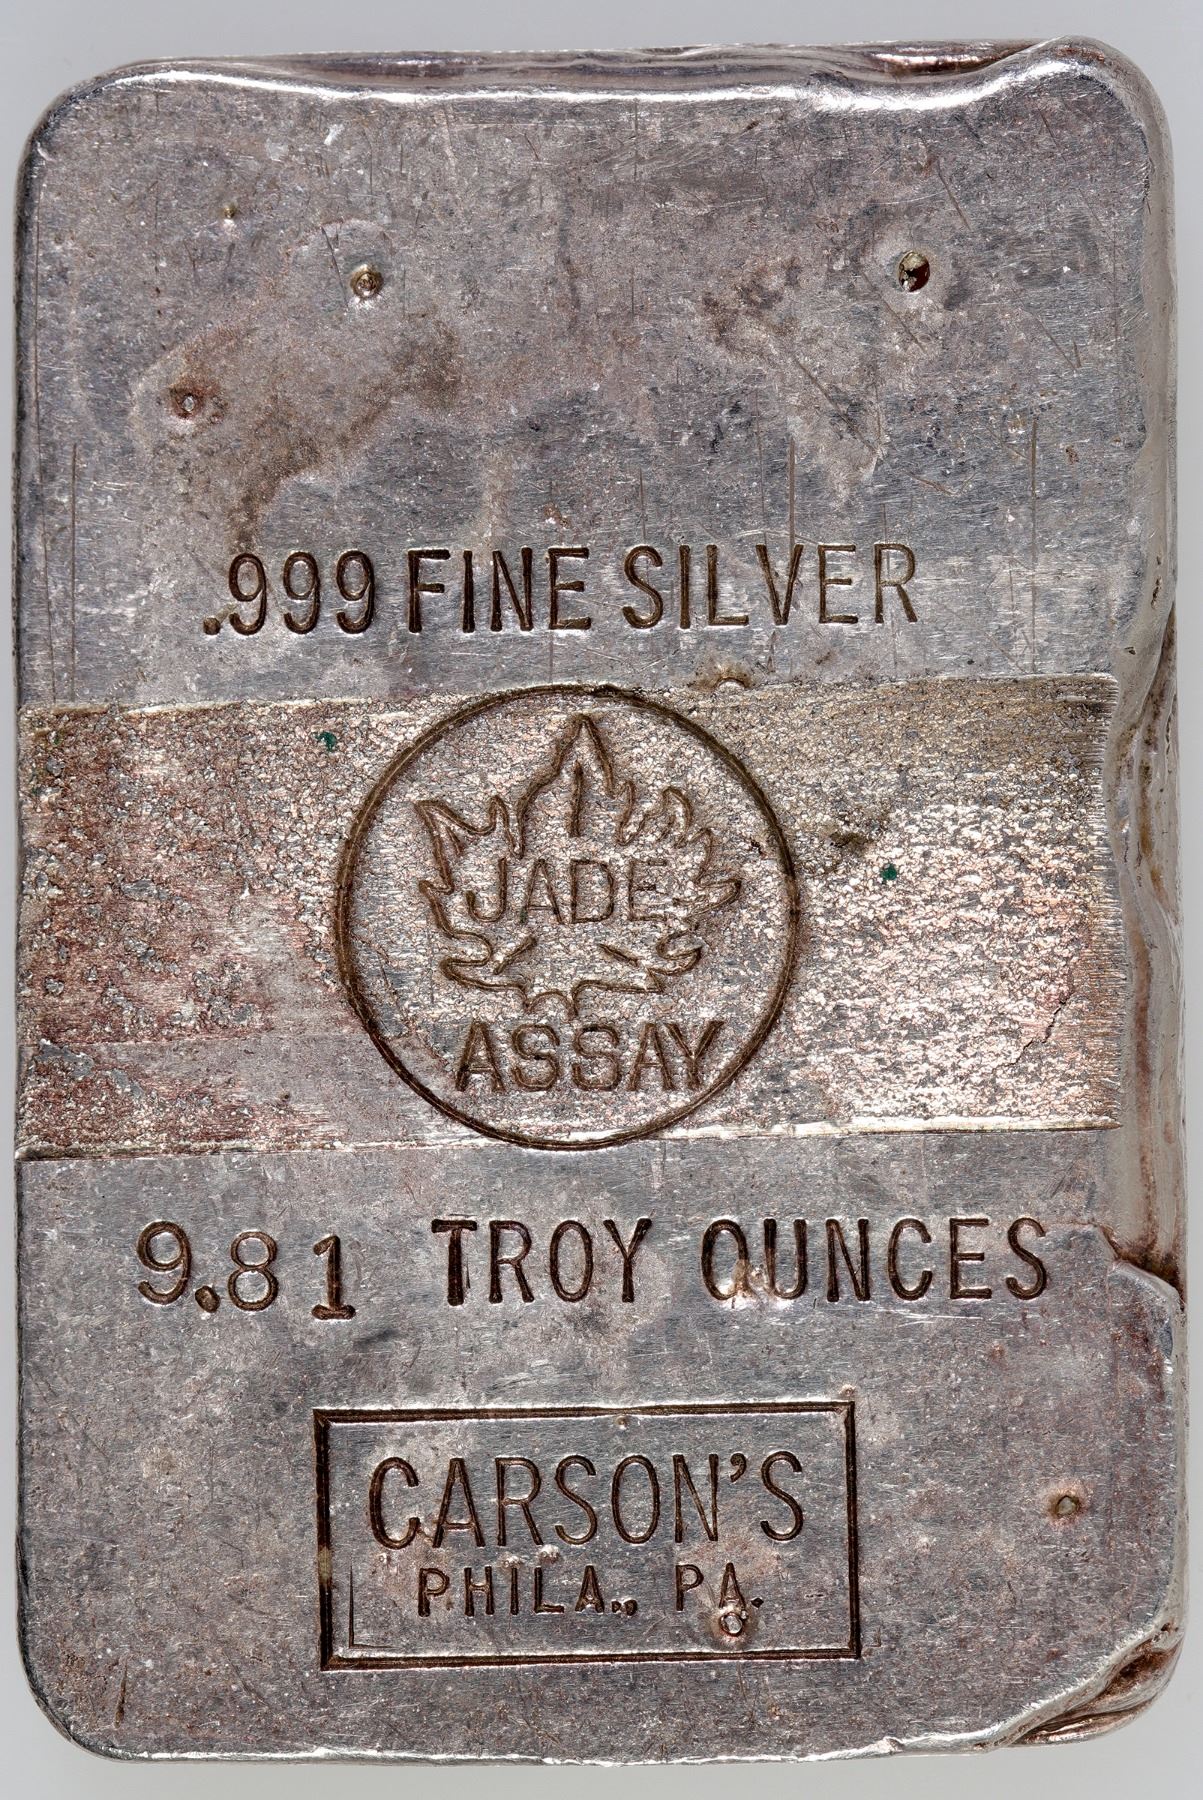 .999 FINE SILVER
JADE
ASSAY
9.81 TROY OUNCES
CARSON'S
PHILA., PA.